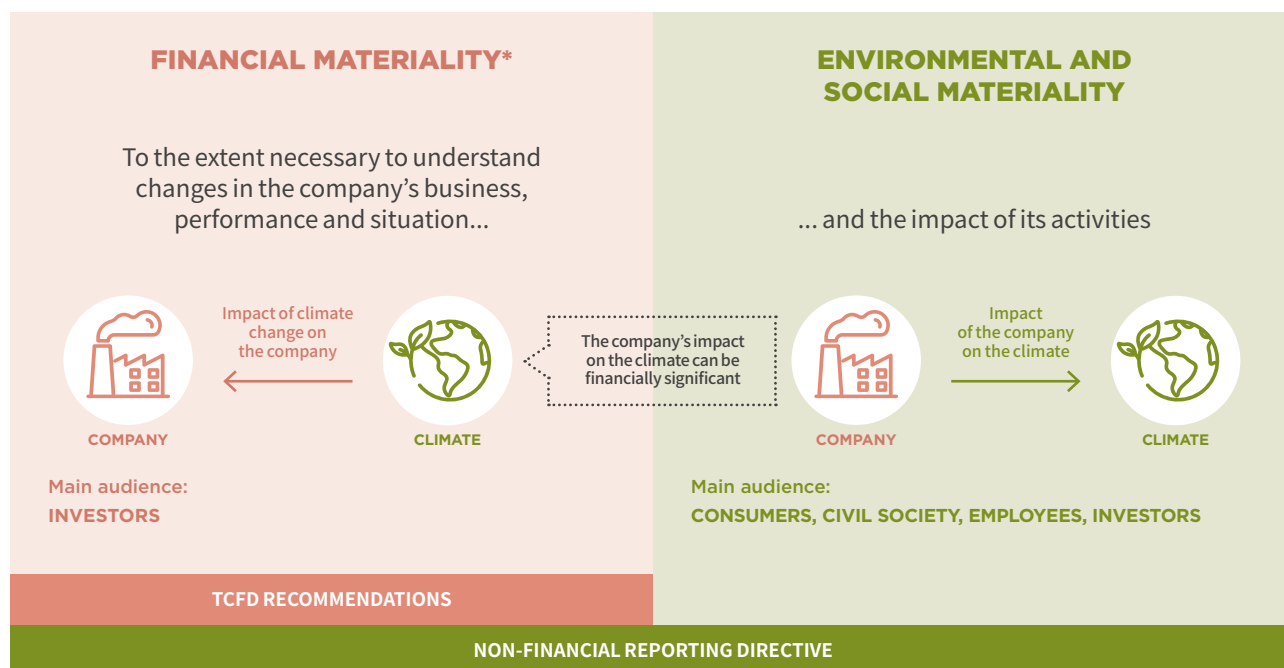 FINANCIAL MATERIALITY*
To the extent necessary to understand
changes in the company’s business,
performance and situation...
Impact of climate
change on
the company
COMPANY
CLIMATE
Main audience:
INVESTORS
TCFD RECOMMENDATIONS
The company’s impact
on the climate can be
financially significant
ENVIRONMENTAL AND
SOCIAL MATERIALITY
... and the impact of its activities
Impact
of the company
on the climate
COMPANY
CLIMATE
Main audience:
CONSUMERS, CIVIL SOCIETY, EMPLOYEES, INVESTORS
NON-FINANCIAL REPORTING DIRECTIVE